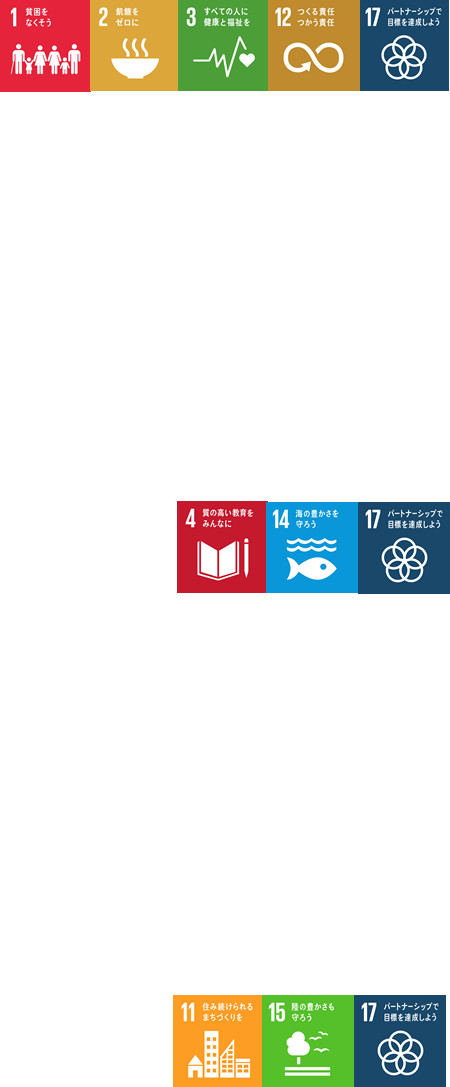 1 貧困を
なくそう
2 飢餓を
ゼロに
3 すべての人に
健康と福祉を
12 つくる責任
つかう責任
17 パートナーシップで
目標を達成しよう
4 質の高い教育を
みんなに
14 海の豊かさを
守ろう
17 パートナーシップで
目標を達成しよう
11 住み続けられる
まちづくりを
15 陸の豊かさも
守ろう
17 パートナーシップで
目標を達成しよう